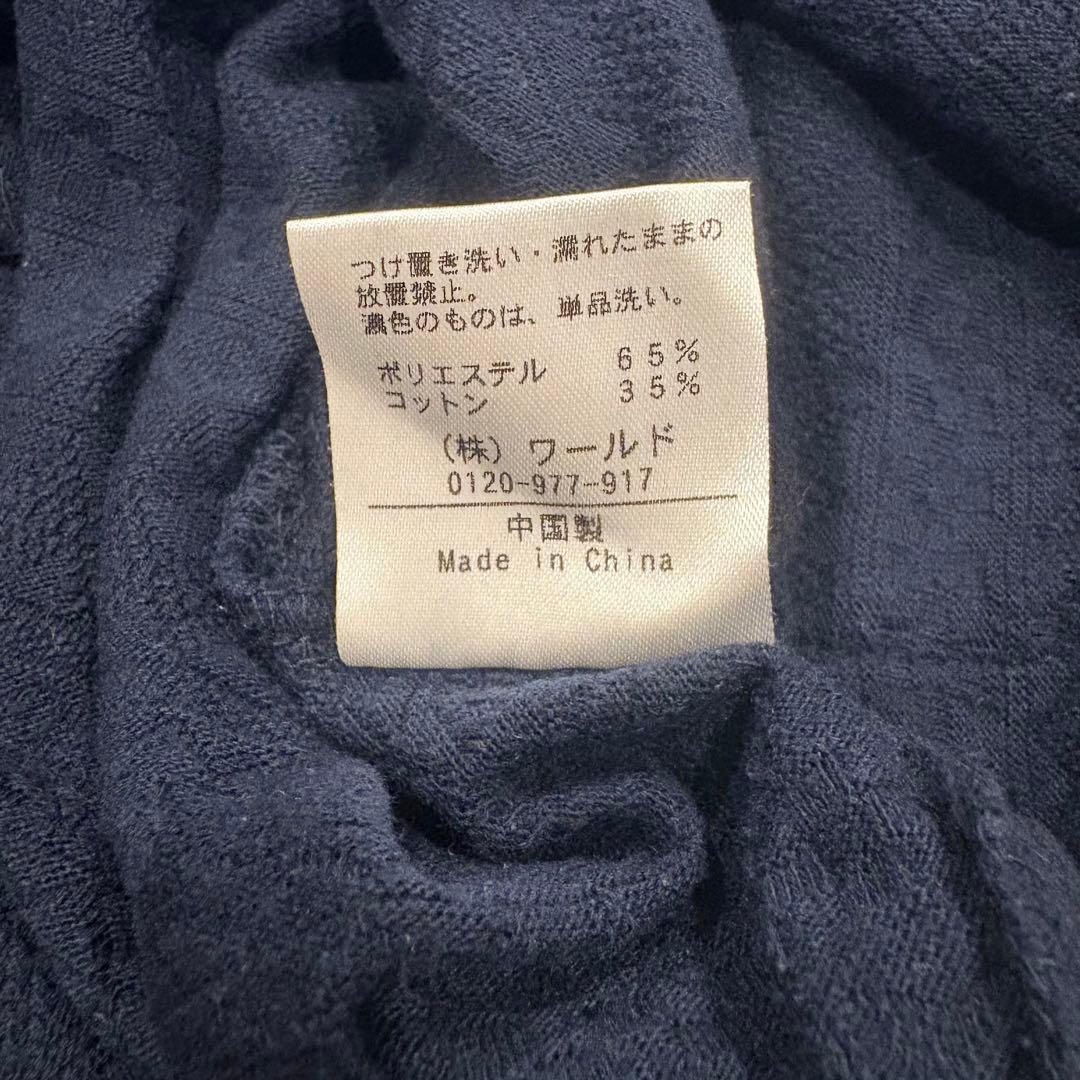 つけ置き洗い・濡れたままの
放置禁止。
濃色のものは、単品洗い。
ポリエステル 65%
コットン 35%
(株) ワールド
0120-977-917
中国製
Made in China